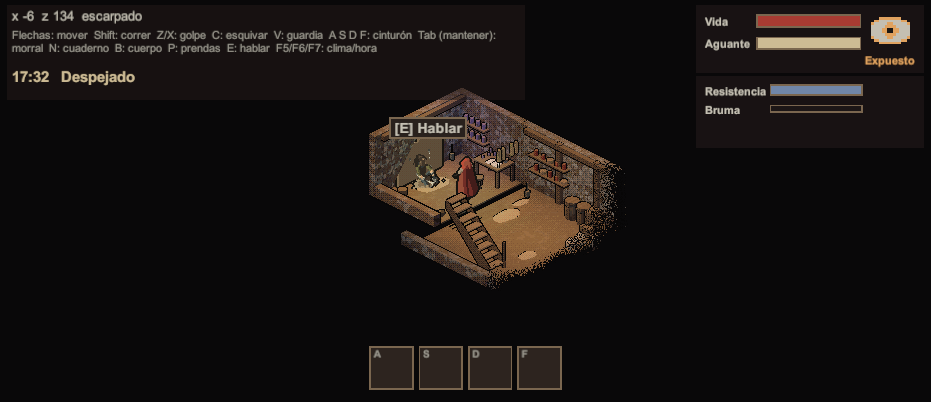 x -6 z 134 escarpado
Flechas: mover Shift: correr Z/X: golpe C: esquivar V: guardia A S D F: cinturón Tab (mantener):
morral N: cuaderno B: cuerpo P: prendas E: hablar F5/F6/F7: clima/hora
17:32 Despejado
Vida
Aguante
Expuesto
Resistencia
Bruma
[E] Hablar
A S D F